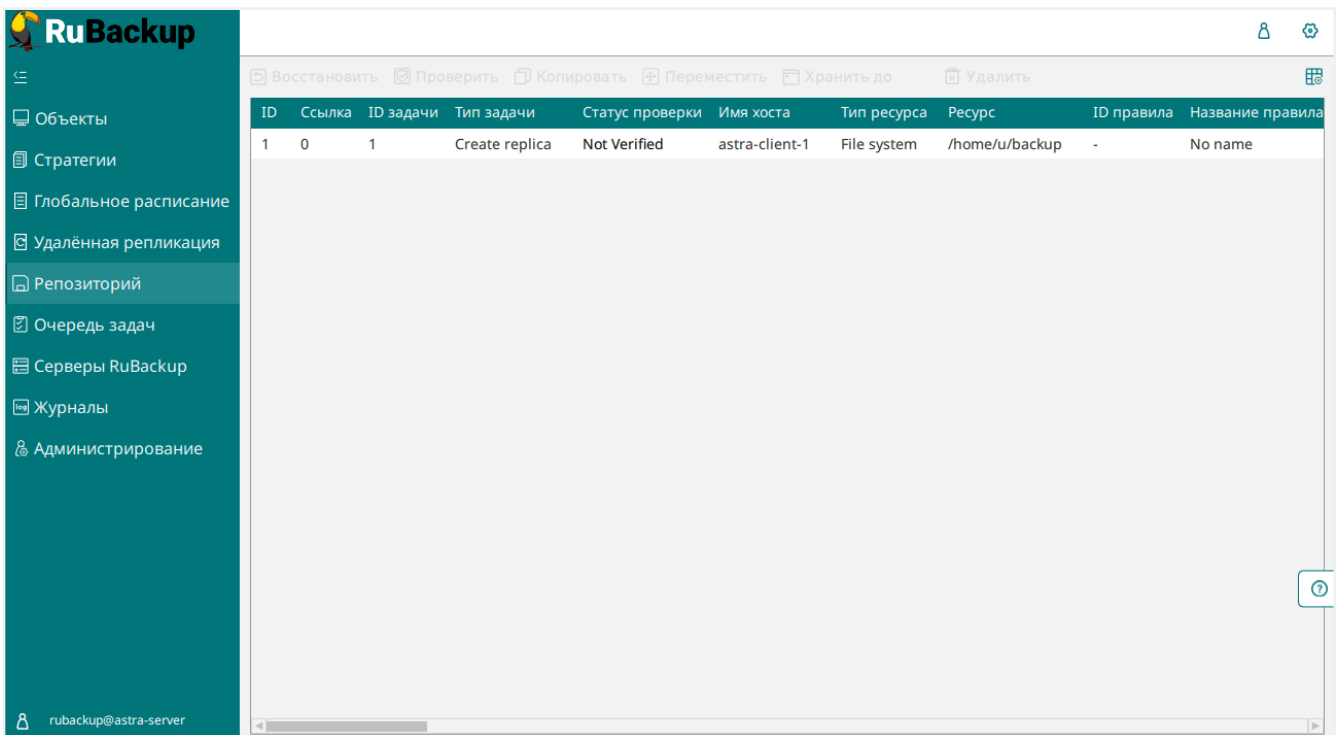 RuBackup
Восстановить Проверить Копировать Переместить Хранить до Удалить
Объекты
Стратегии
Глобальное расписание
Удалённая репликация
Репозиторий
Очередь задач
Серверы RuBackup
log Журналы
Администрирование
rubackup@astra-server
ID Ссылка ID задачи Тип задачи Статус проверки Имя хоста Тип ресурса Ресурс ID правила Название правила
1 0 1 Create replica Not Verified astra-client-1 File system /home/u/backup - No name
?